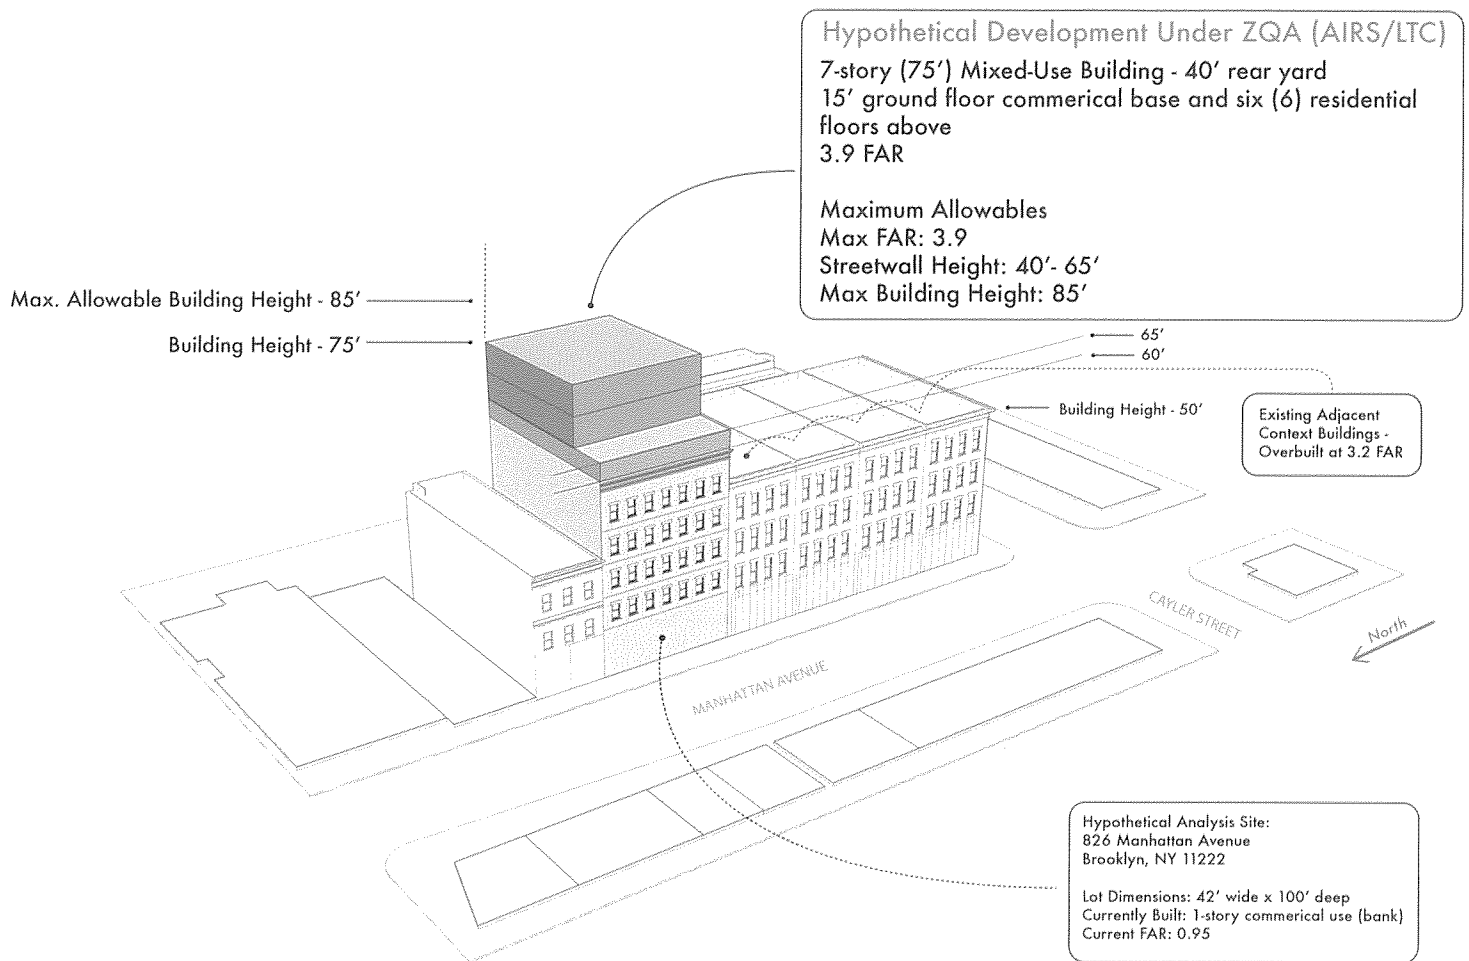 Hypothetical Development Under ZQA (AIRS/LTC)
7-story (75') Mixed-Use Building - 40' rear yard
15' ground floor commerical base and six (6) residential
floors above
3.9 FAR
Maximum Allowables
Max FAR: 3.9
Streetwall Height: 40'- 65'
Max Building Height: 85'
Max. Allowable Building Height - 85'
Building Height - 75'
65'
60'
Building Height - 50'
Existing Adjacent
Context Buildings -
Overbuilt at 3.2 FAR
CAYLER STREET
North
MANHATTAN AVENUE
Hypothetical Analysis Site:
826 Manhattan Avenue
Brooklyn, NY 11222
Lot Dimensions: 42' wide x 100' deep
Currently Built: 1-story commerical use (bank)
Current FAR: 0.95